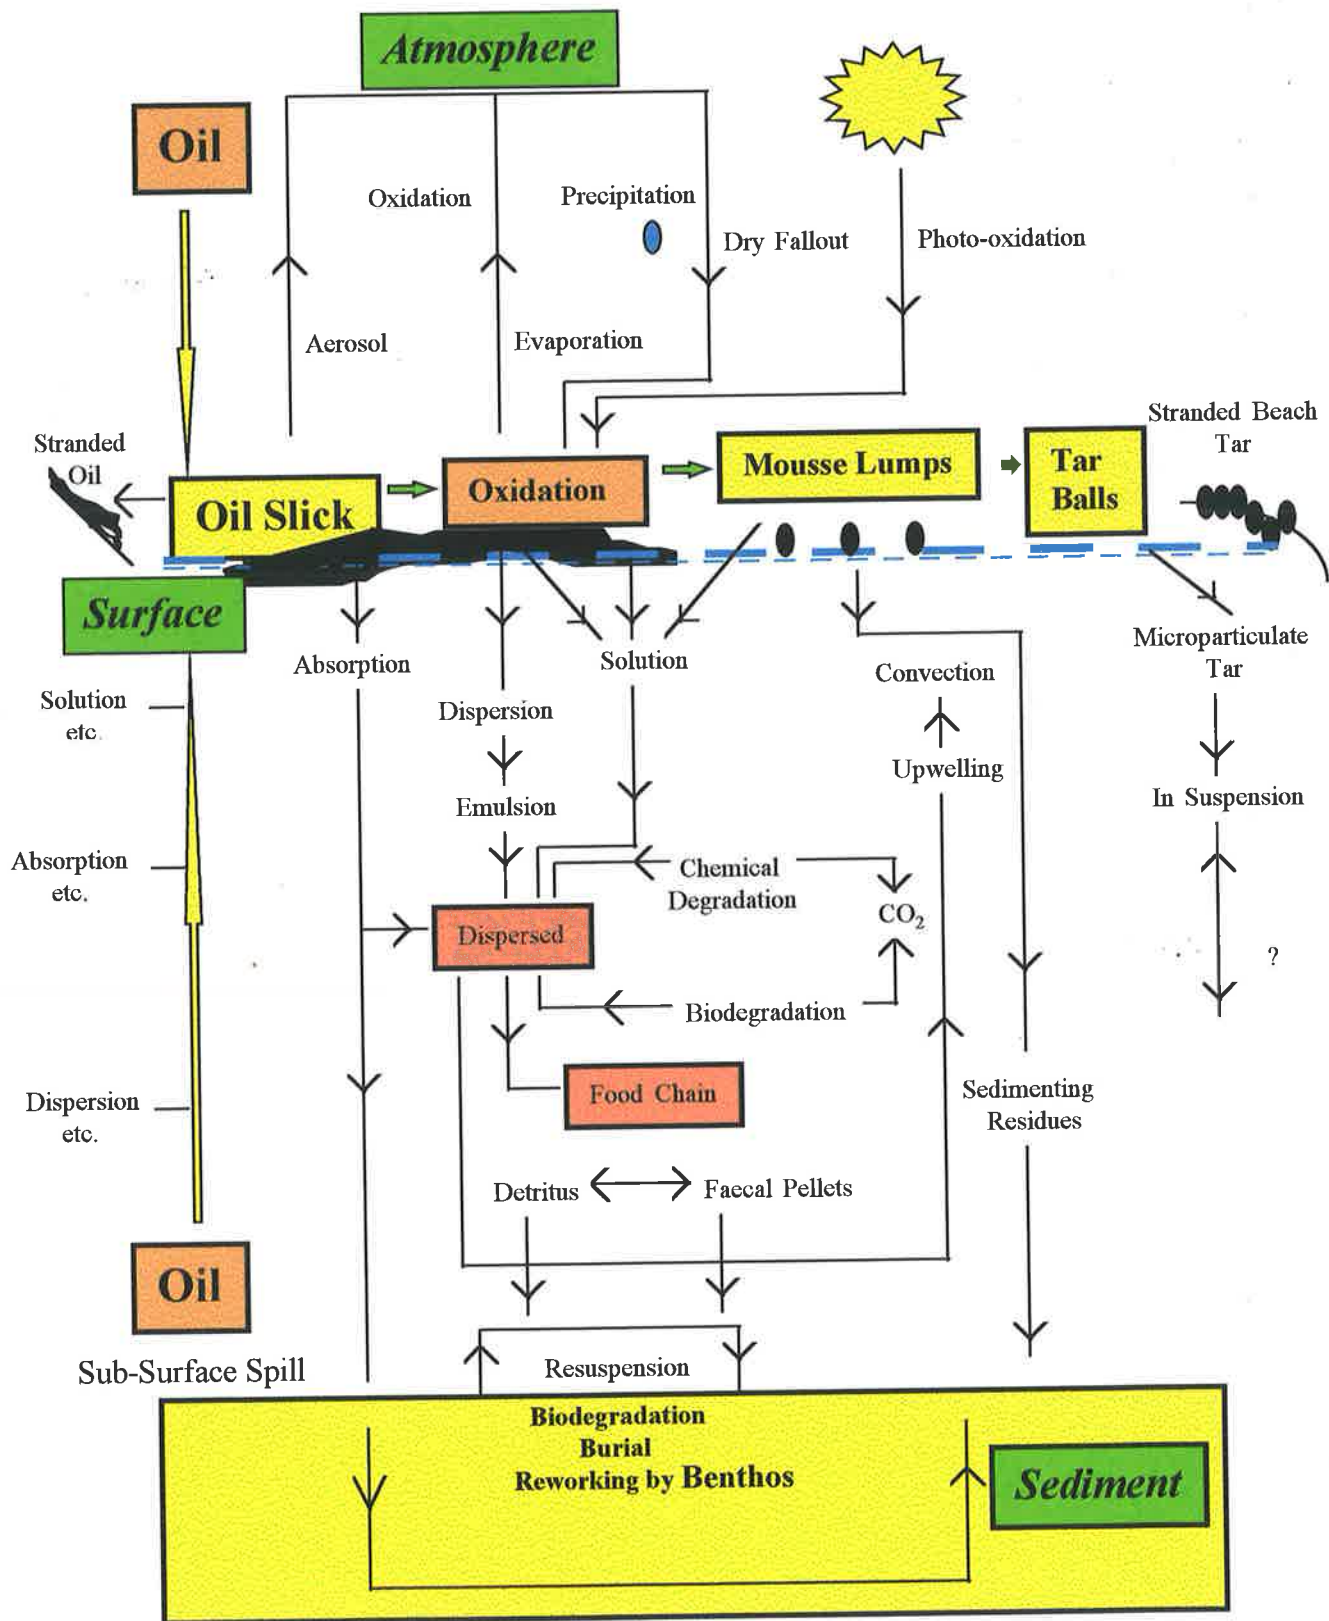 Atmosphere
Oil
Oxidation
Precipitation
Dry Fallout
Photo-oxidation
Aerosol
Evaporation
Stranded
Oil
Oil Slick
Oxidation
Mousse Lumps
Tar
Balls
Stranded Beach
Tar
Surface
Absorption
Solution
Convection
Microparticulate
Tar
Solution
etc.
Dispersion
Upwelling
In Suspension
Emulsion
Absorption
etc.
Chemical
Degradation
CO₂
Dispersed
?
Biodegradation
Dispersion
etc.
Food Chain
Sedimenting
Residues
Detritus
Faecal Pellets
Oil
Sub-Surface Spill
Resuspension
Biodegradation
Burial
Reworking by Benthos
Sediment